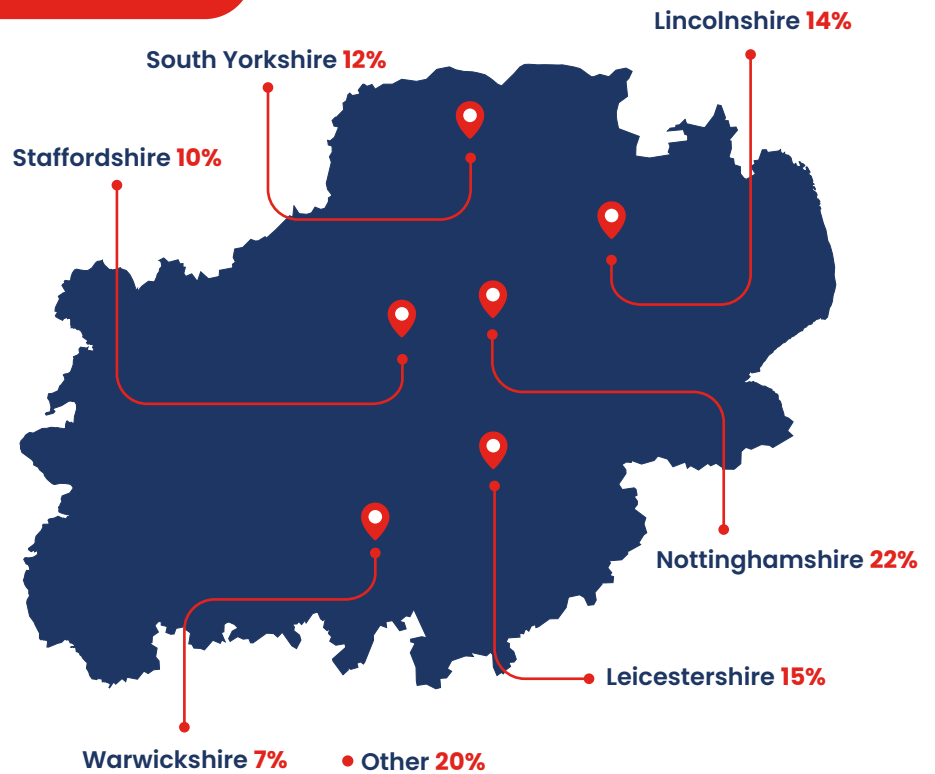 Lincolnshire 14%
South Yorkshire 12%
Staffordshire 10%
Nottinghamshire 22%
Leicestershire 15%
Warwickshire 7%
Other 20%